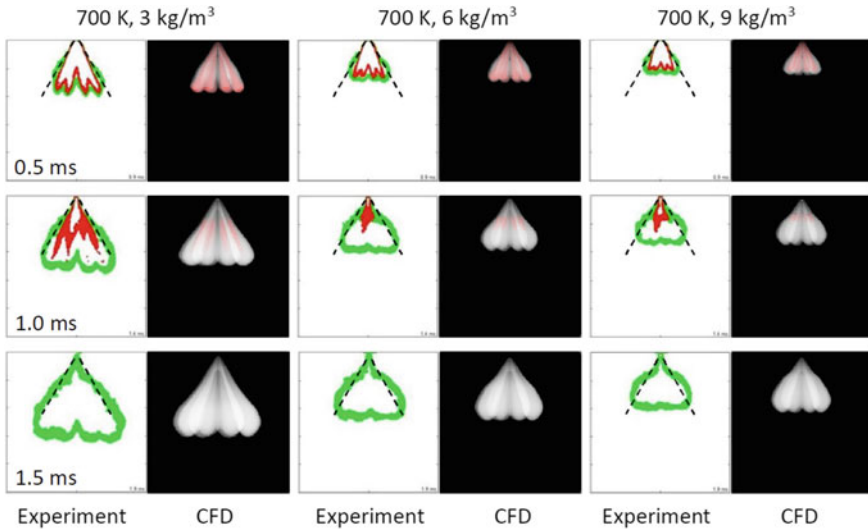 700 K, 3 kg/m³ 700 K, 6 kg/m³ 700 K, 9 kg/m³
0.5 ms
1.0 ms
1.5 ms
Experiment CFD Experiment CFD Experiment CFD